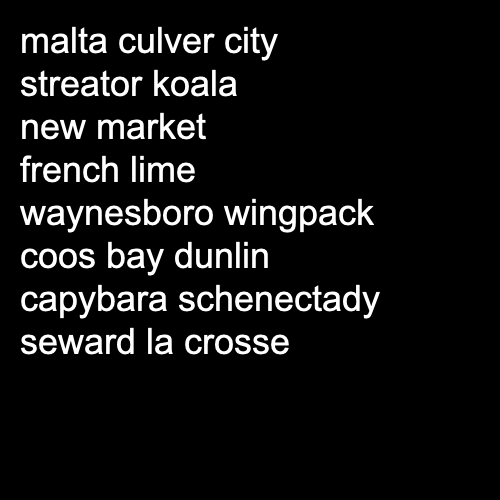 malta culver city
streator koala
new market
french lime
waynesboro wingpack
coos bay dunlin
capybara schenectady
seward la crosse